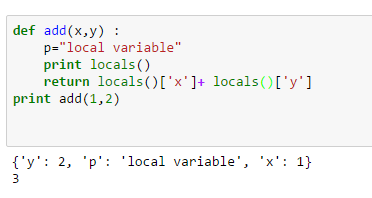 def add(x,y) :
    p="local variable"
    print locals()
    return locals()['x']+ locals()['y']
print add(1,2)
{'y': 2, 'p': 'local variable', 'x': 1}
3